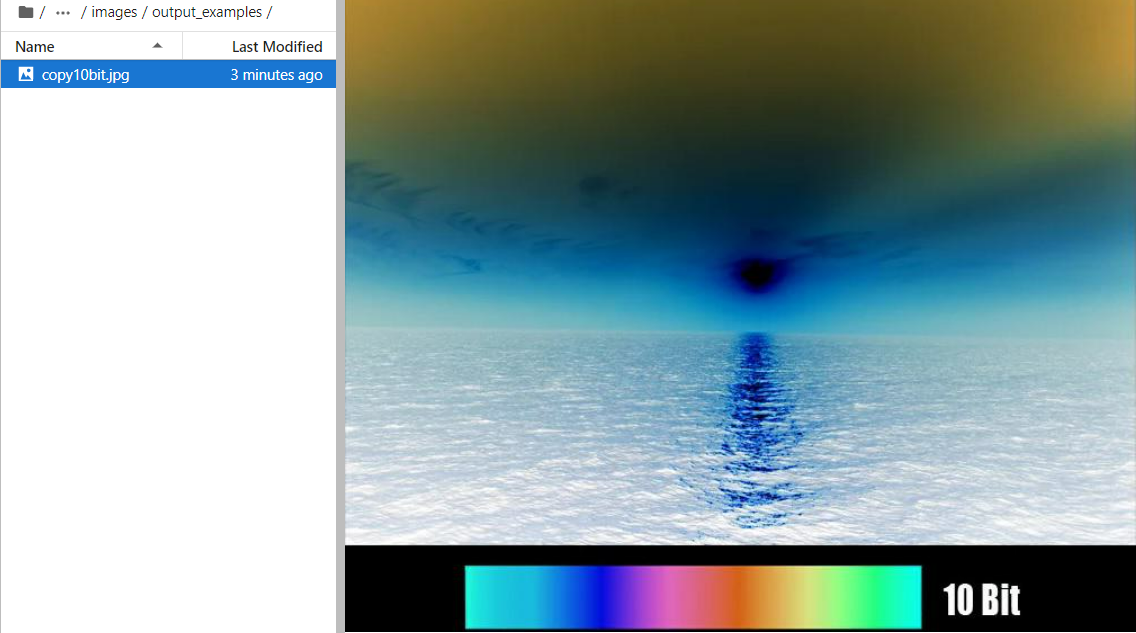 / ··· / images / output_examples /
Name Last Modified
copy10bit.jpg 3 minutes ago
10 Bit